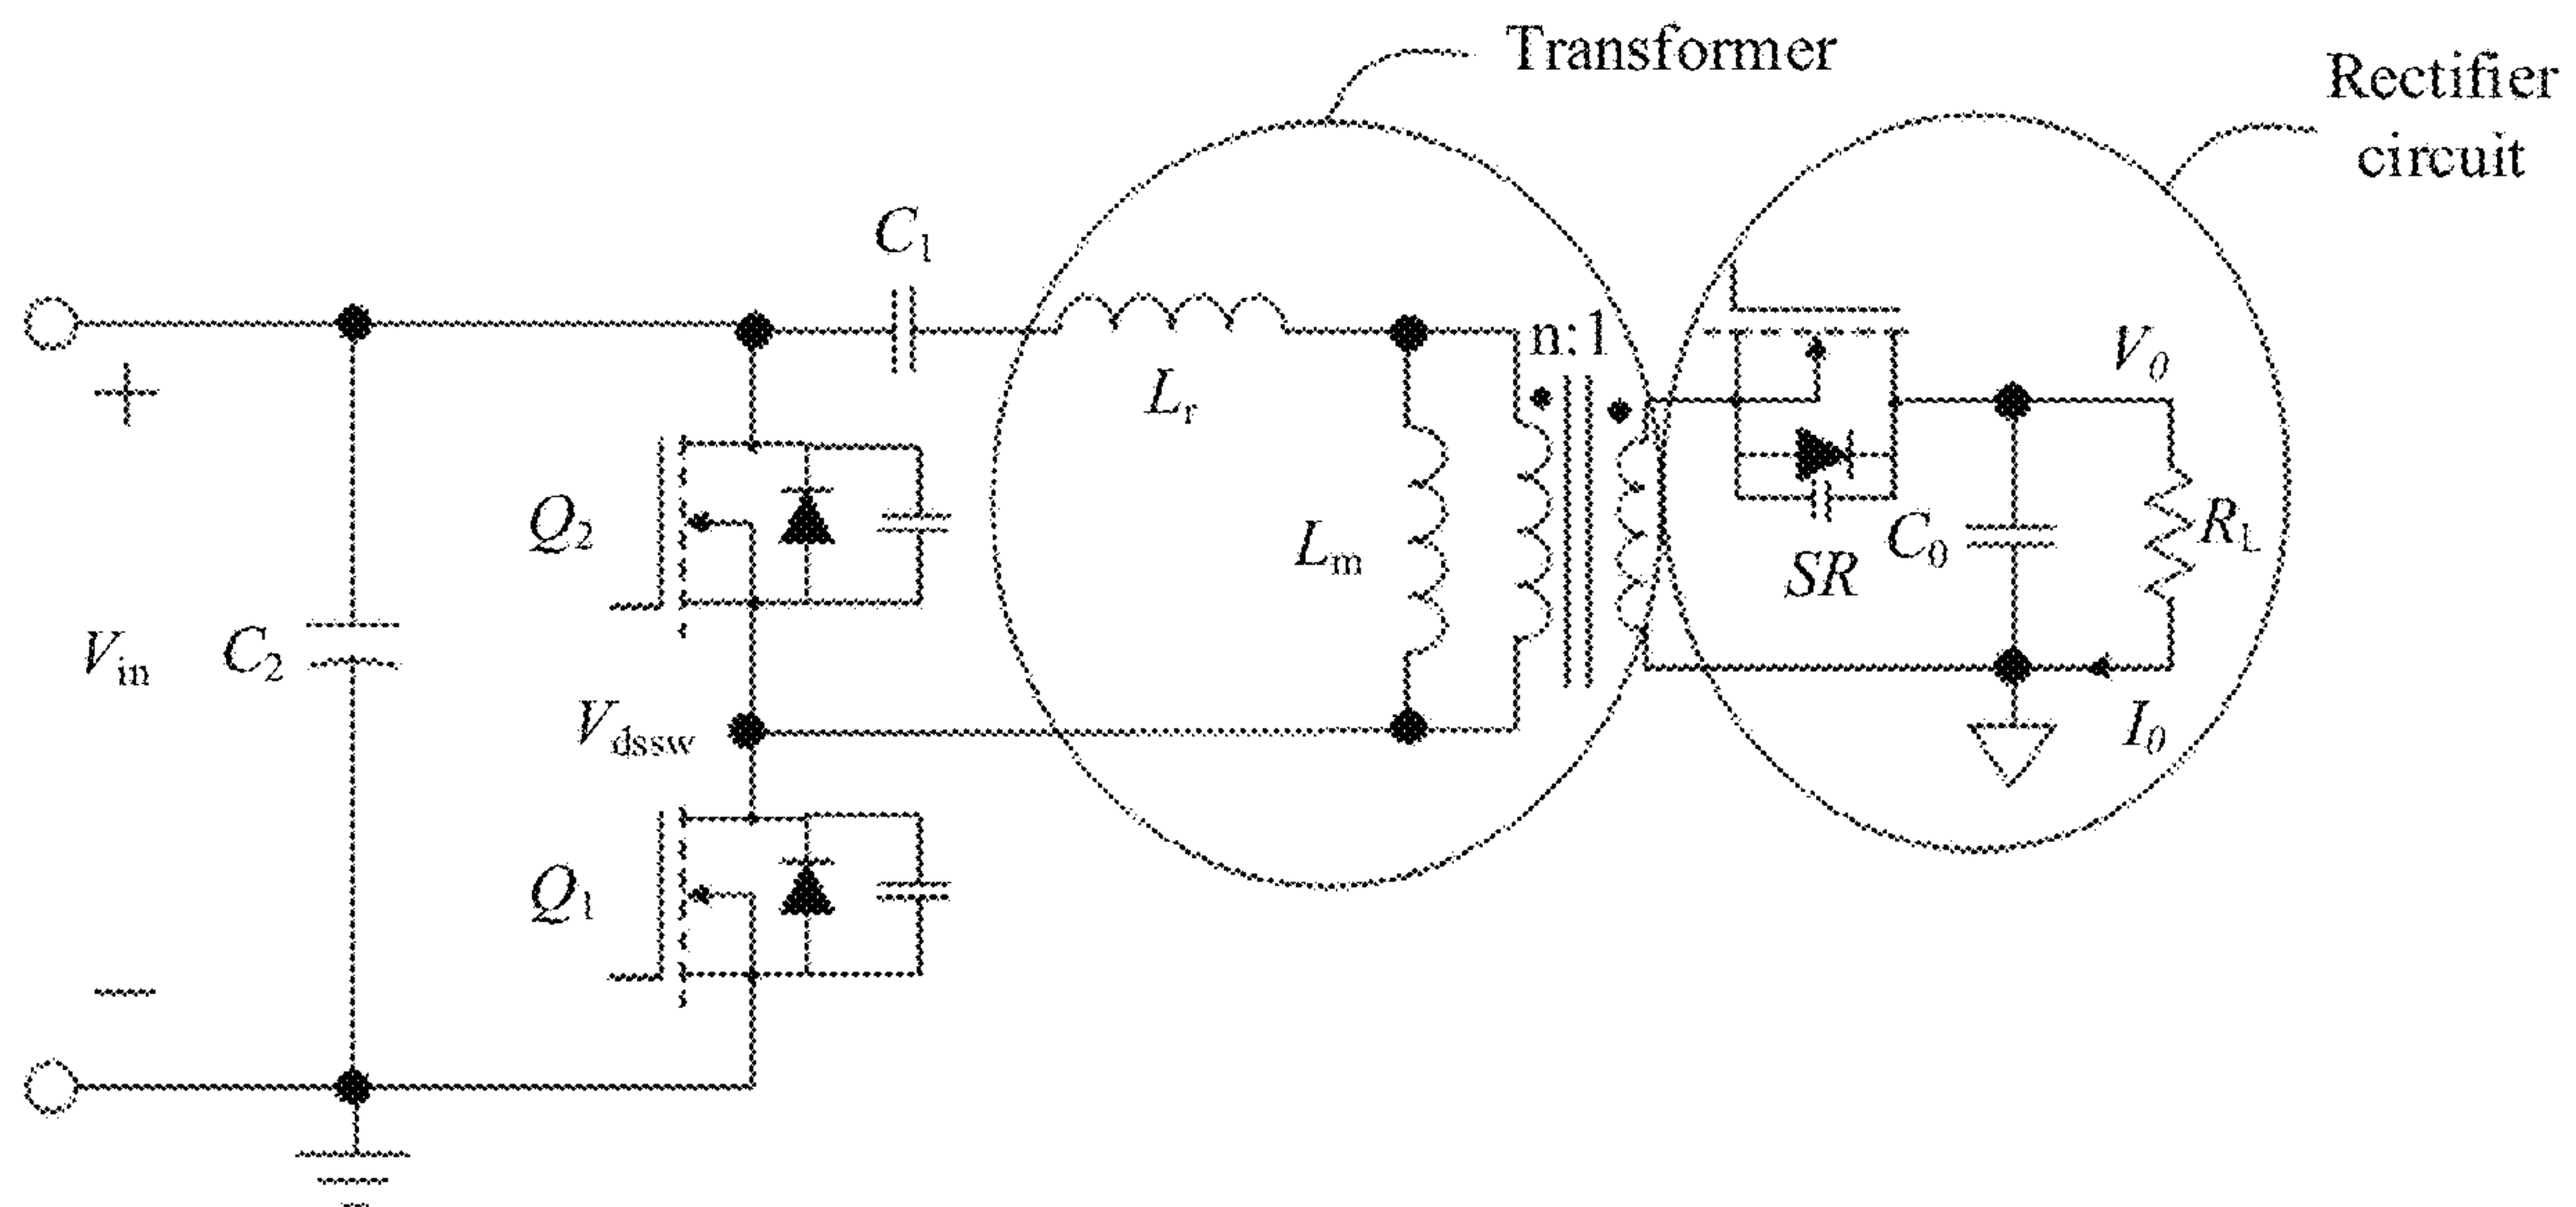 Transformer
Rectifier
circuit
C1
n:1
V0
Lr
Q2
Lm
C0
RL
SR
Vin
C2
Vdssw
I0
Q1
+
−